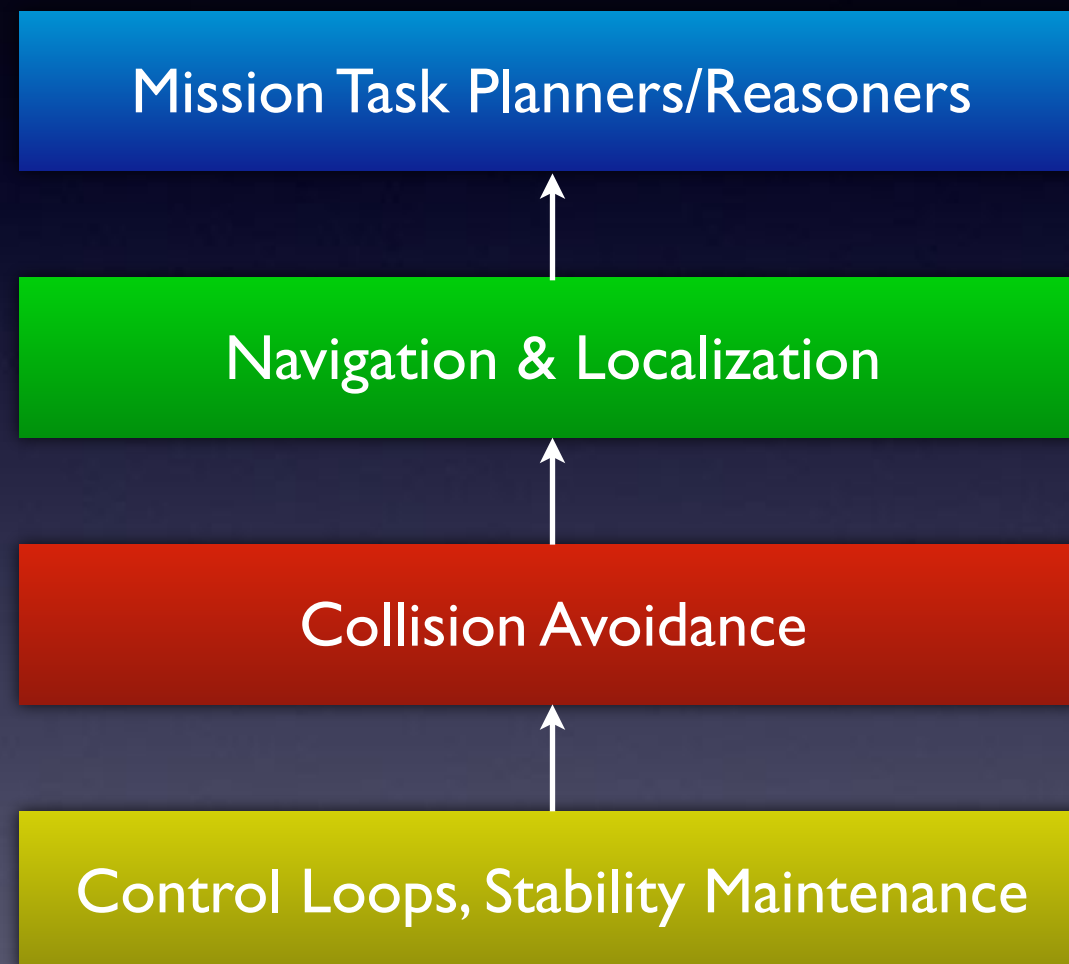 Mission Task Planners/Reasoners
Navigation & Localization
Collision Avoidance
Control Loops, Stability Maintenance